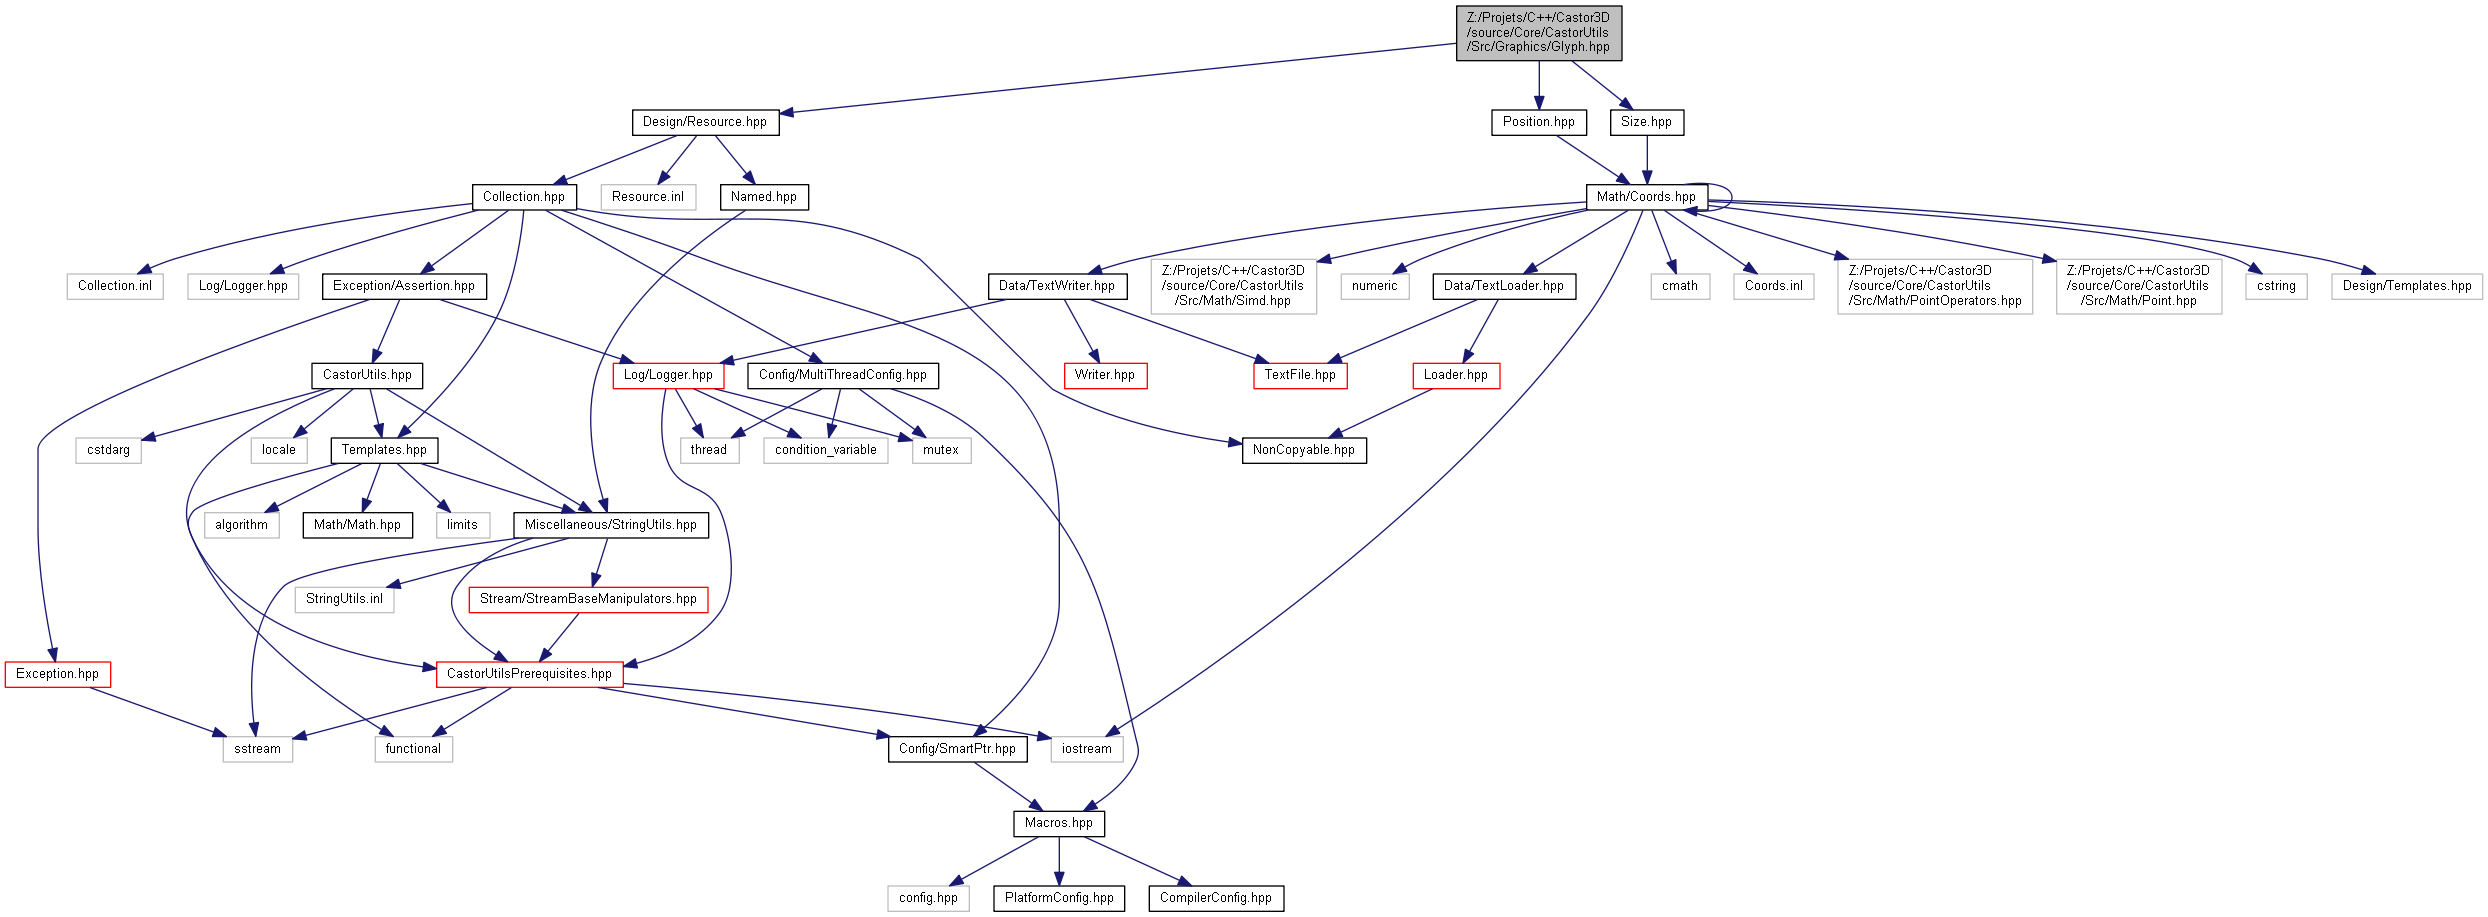 Z:/Projets/C++/Castor3D
/source/Core/CastorUtils
/Src/Graphics/Glyph.hpp
Design/Resource.hpp
Position.hpp
Size.hpp
Collection.hpp
Resource.inl
Named.hpp
Math/Coords.hpp
Collection.inl
Log/Logger.hpp
Exception/Assertion.hpp
Data/TextWriter.hpp
Z:/Projets/C++/Castor3D
/source/Core/CastorUtils
/Src/Math/Simd.hpp
numeric
Data/TextLoader.hpp
cmath
Coords.inl
Z:/Projets/C++/Castor3D
/source/Core/CastorUtils
/Src/Math/PointOperators.hpp
Z:/Projets/C++/Castor3D
/source/Core/CastorUtils
/Src/Math/Point.hpp
cstring
Design/Templates.hpp
CastorUtils.hpp
Log/Logger.hpp
Config/MultiThreadConfig.hpp
Writer.hpp
TextFile.hpp
Loader.hpp
cstdarg
locale
Templates.hpp
thread
condition_variable
mutex
NonCopyable.hpp
algorithm
Math/Math.hpp
limits
Miscellaneous/StringUtils.hpp
StringUtils.inl
Stream/StreamBaseManipulators.hpp
Exception.hpp
CastorUtilsPrerequisites.hpp
sstream
functional
Config/SmartPtr.hpp
iostream
Macros.hpp
config.hpp
PlatformConfig.hpp
CompilerConfig.hpp